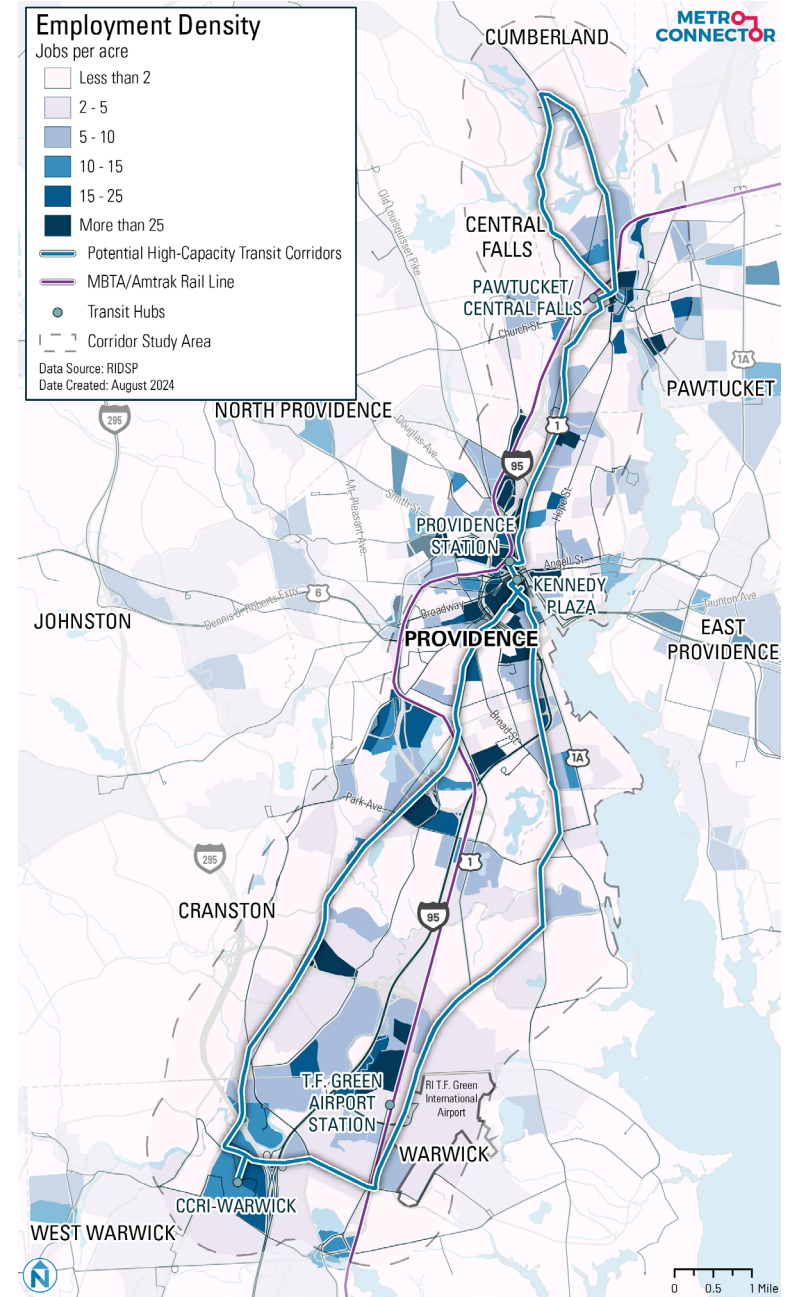 Employment Density
Jobs per acre
Less than 2
2 - 5
5 - 10
10 - 15
15 - 25
More than 25
Potential High-Capacity Transit Corridors
MBTA/Amtrak Rail Line
Transit Hubs
Corridor Study Area
Data Source: RIDSP
Date Created: August 2024
METRO
CONNECTOR
CUMBERLAND
Old Louisquisset Pike
CENTRAL
FALLS
PAWTUCKET/
CENTRAL FALLS
Church St.
1A
PAWTUCKET
295
NORTH PROVIDENCE
Douglas Ave.
1
95
Smith St.
Mt. Pleasant Ave.
Hope St.
PROVIDENCE
STATION
Angell St.
KENNEDY
PLAZA
6
Dennis J. Roberts Expy.
Broadway
Taunton Ave.
JOHNSTON
PROVIDENCE
EAST
PROVIDENCE
Broad St.
1A
Park Ave.
295
1
CRANSTON
95
T.F. GREEN
AIRPORT
STATION
RI T.F. Green
International
Airport
WARWICK
CCRI-WARWICK
WEST WARWICK
N
0 0.5 1 Mile